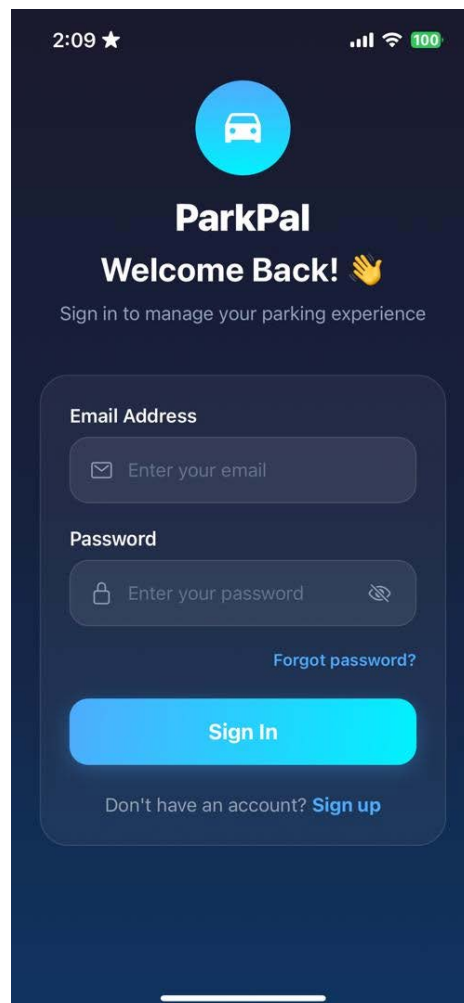 2:09
100
ParkPal
Welcome Back! 👋
Sign in to manage your parking experience
Email Address
Enter your email
Password
Enter your password
Forgot password?
Sign In
Don't have an account? Sign up